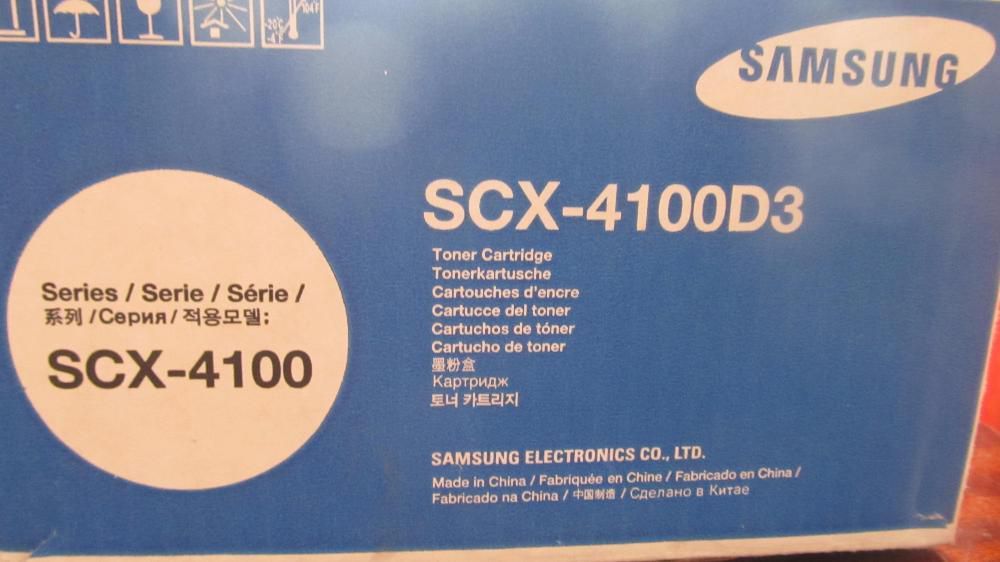 104°F
-20°C
-4°F
SAMSUNG
SCX-4100D3
Toner Cartridge
Tonerkartusche
Cartouches d'encre
Cartucce del toner
Cartuchos de tóner
Cartucho de toner
墨粉盒
Картридж
토너 카트리지
Series / Serie / Série /
系列 /Серия / 적용모델:
SCX-4100
SAMSUNG ELECTRONICS CO., LTD.
Made in China / Fabriquée en Chine / Fabricado en China /
Fabricado na China / 中国制造 / Сделано в Китае